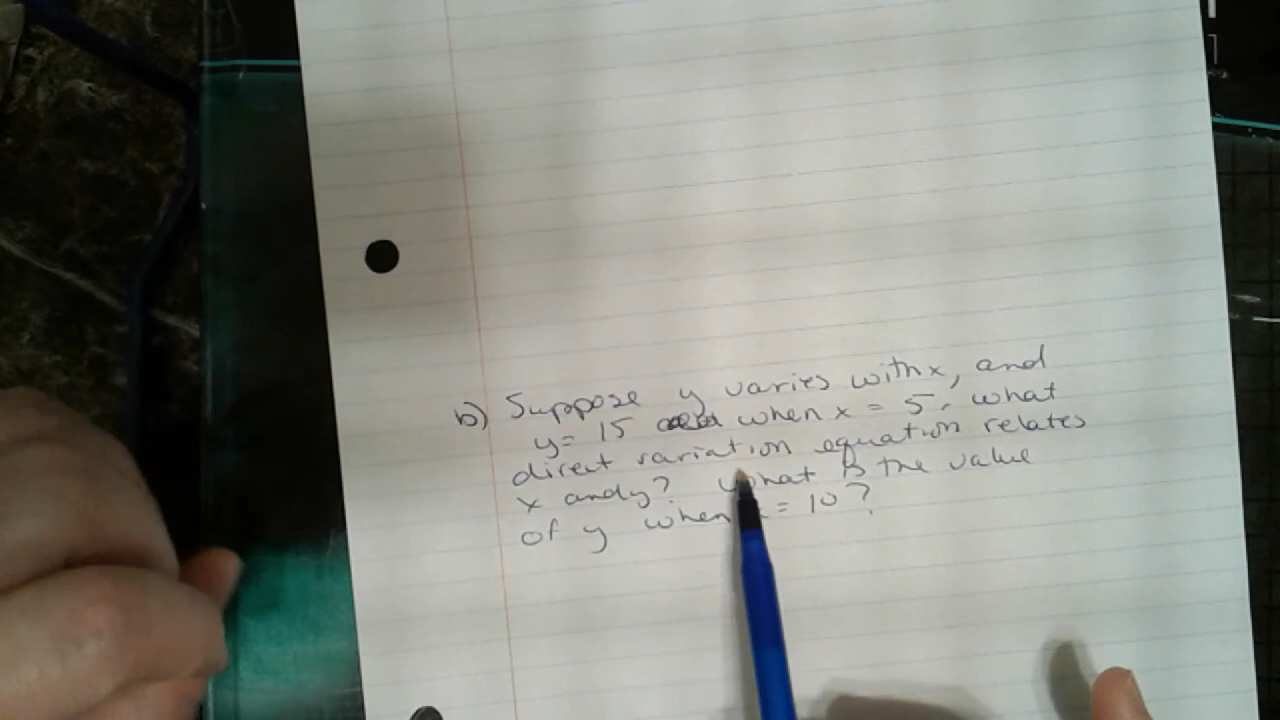 b) Suppose y varies with x, and
y = 15 when x = 5. what
direct variation equation relates
x and y? What is the value
of y when = 10?